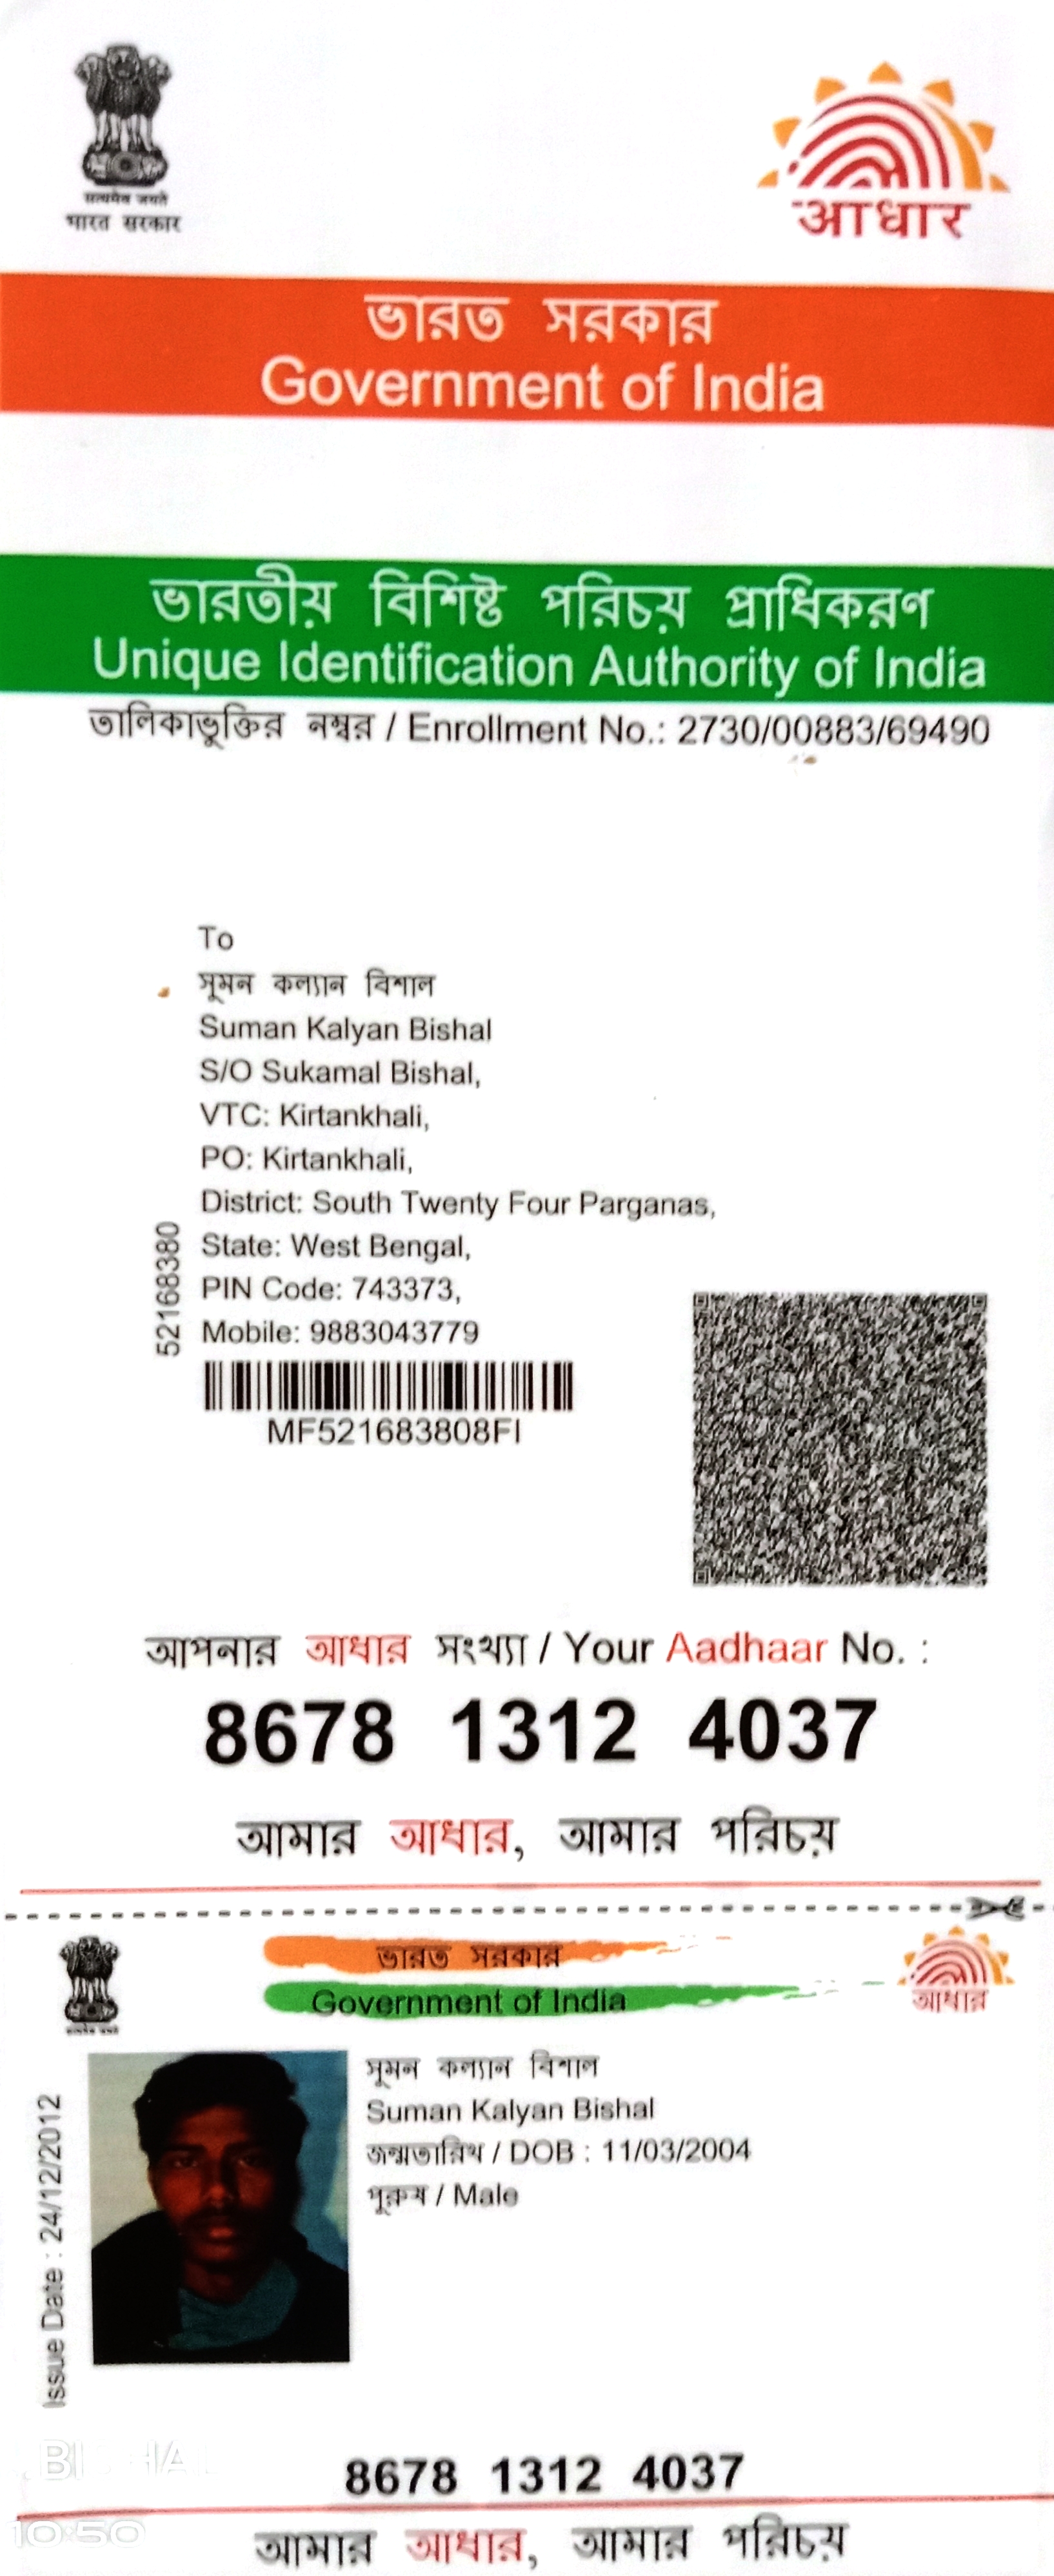 सत्यमेव जयते
भारत सरकार
आधार
ভারত সরকার
Government of India
ভারতীয় বিশিষ্ট পরিচয় প্রাধিকরণ
Unique Identification Authority of India
তালিকাভুক্তির নম্বর / Enrollment No.: 2730/00883/69490
To
সুমন কল্যান বিশাল
Suman Kalyan Bishal
S/O Sukamal Bishal,
VTC: Kirtankhali,
PO: Kirtankhali,
District: South Twenty Four Parganas,
State: West Bengal,
PIN Code: 743373,
Mobile: 9883043779
52168380
MF521683808FI
আপনার আধার সংখ্যা / Your Aadhaar No. :
8678 1312 4037
আমার আধার, আমার পরিচয়
ভারত সরকার
Government of India
আধার
সুমন কল্যান বিশাল
Suman Kalyan Bishal
জন্মতারিখ / DOB : 11/03/2004
পুরুষ / Male
Issue Date : 24/12/2012
8678 1312 4037
আমার আধার, আমার পরিচয়
10:50